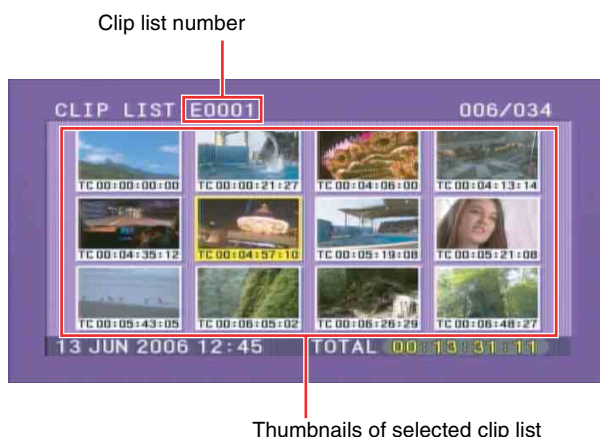 Clip list number
CLIP LIST E0001 006/034
TC 00:00:00:00 TC 00:00:21:27 TC 00:04:06:00 TC 00:04:13:14
TC 00:04:35:12 TC 00:04:57:10 TC 00:05:19:08 TC 00:05:21:08
TC 00:05:43:05 TC 00:06:05:02 TC 00:06:26:29 TC 00:06:48:27
13 JUN 2006 12:45 TOTAL 00:13:31:11
Thumbnails of selected clip list